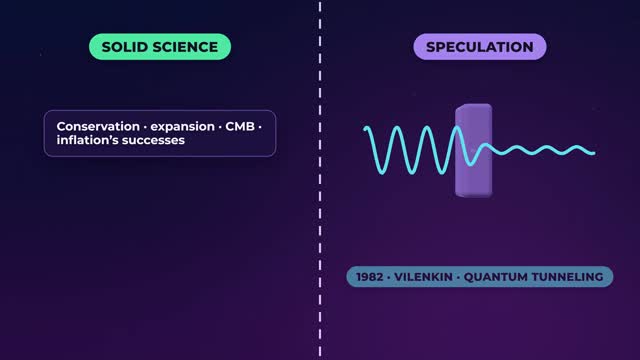 SOLID SCIENCE
Conservation · expansion · CMB ·
inflation’s successes
SPECULATION
1982 · VILENKIN · QUANTUM TUNNELING